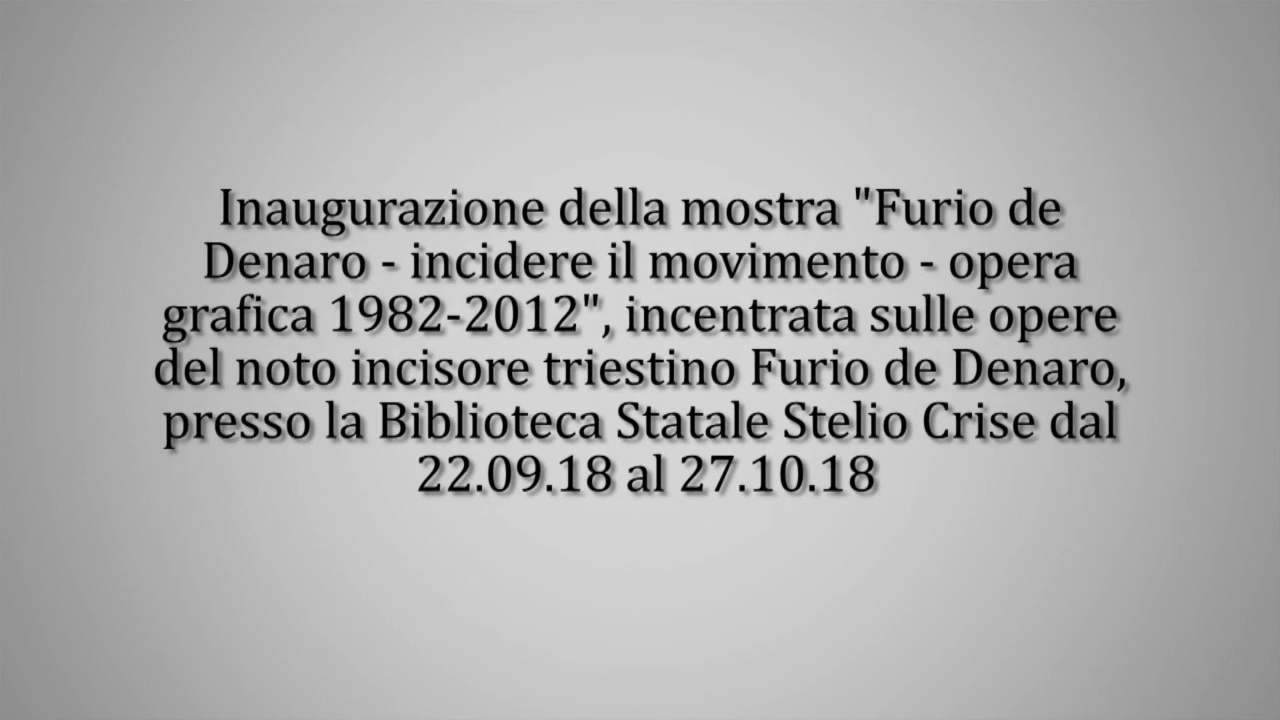 Inaugurazione della mostra "Furio de
Denaro - incidere il movimento - opera
grafica 1982-2012", incentrata sulle opere
del noto incisore triestino Furio de Denaro,
presso la Biblioteca Statale Stelio Crise dal
22.09.18 al 27.10.18